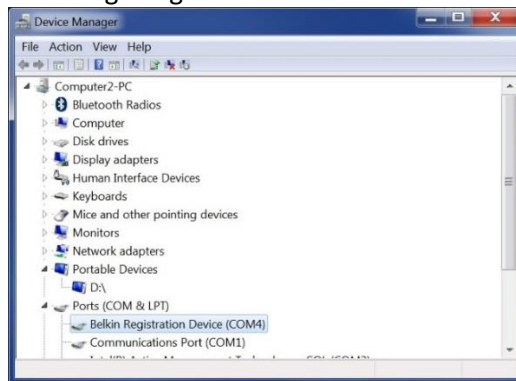 Device Manager
File Action View Help
Computer2-PC
Bluetooth Radios
Computer
Disk drives
Display adapters
Human Interface Devices
Keyboards
Mice and other pointing devices
Monitors
Network adapters
Portable Devices
D:\
Ports (COM & LPT)
Belkin Registration Device (COM4)
Communications Port (COM1)